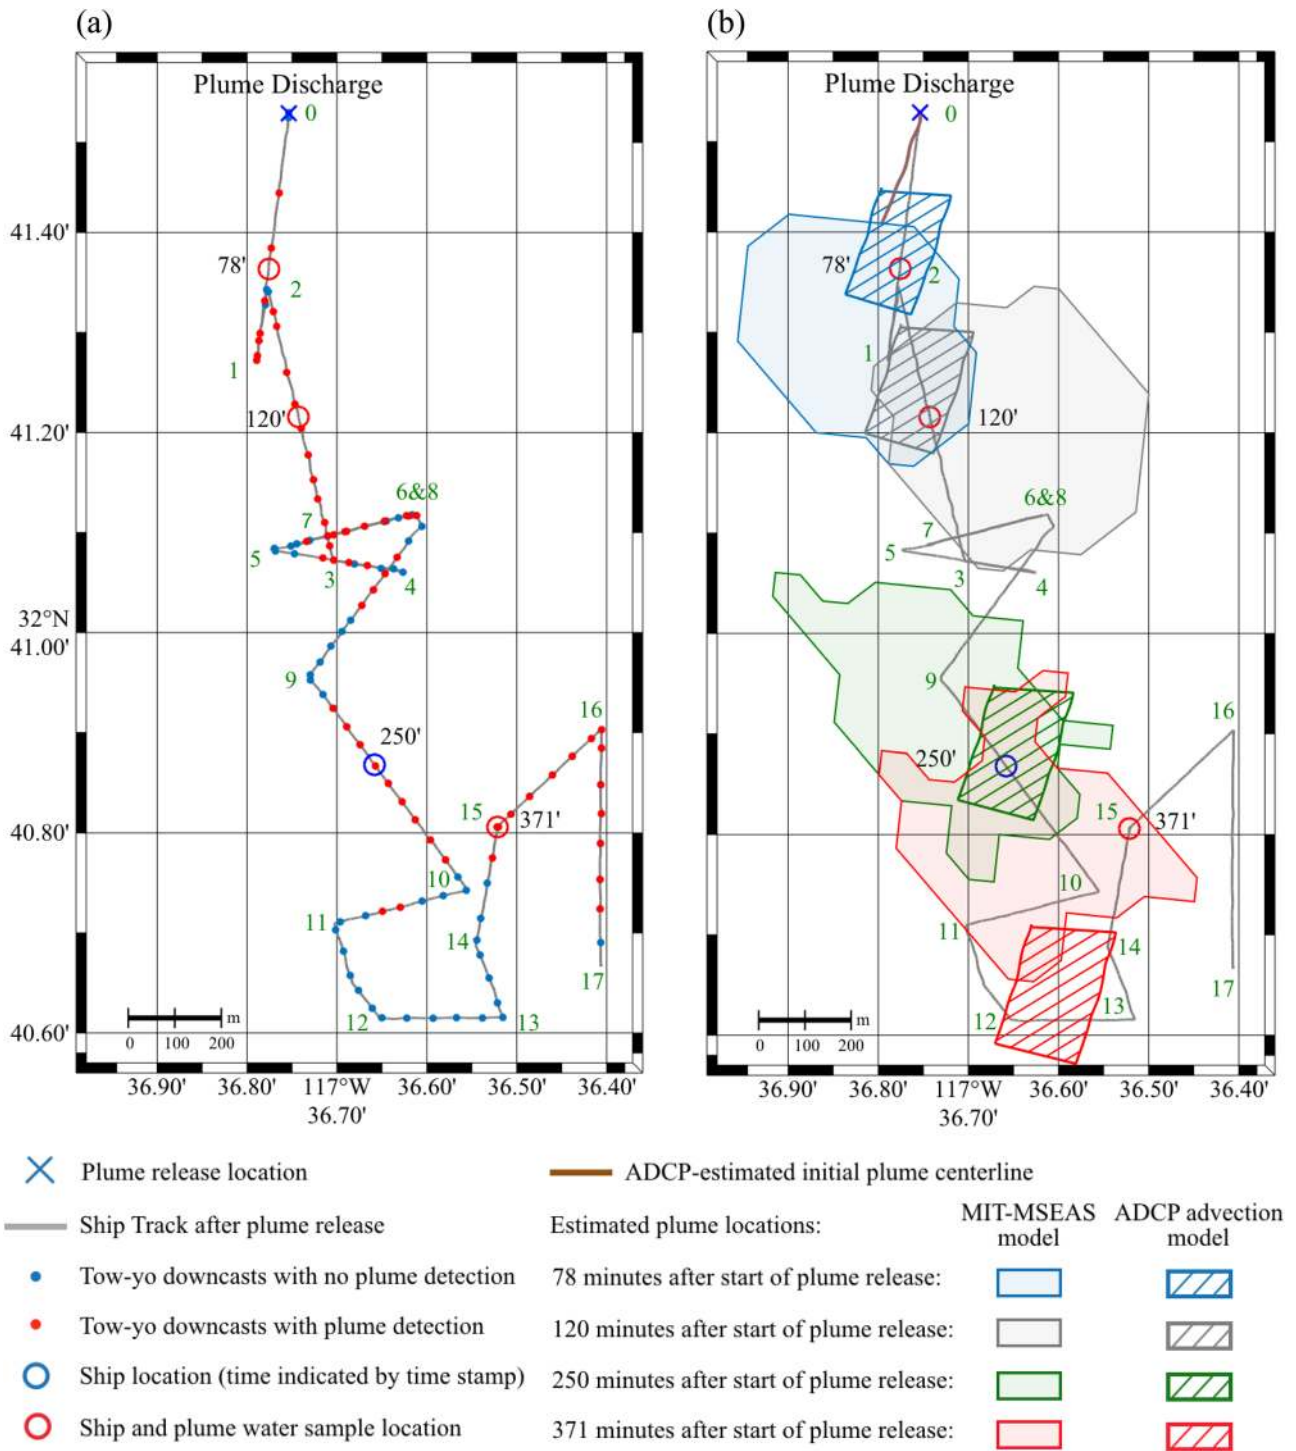 (a)
(b)
Plume Discharge
0
78'
2
1
120'
6&8
7
5
3
4
9
250'
16
15
371'
10
11
14
17
12
13
m
0 100 200
41.40'
41.20'
32°N
41.00'
40.80'
40.60'
36.90' 36.80' 117°W 36.60' 36.50' 36.40'
36.70'
Plume Discharge
0
78'
2
1
120'
6&8
7
5
3
4
9
16
250'
15
371'
10
11
14
17
12
13
m
0 100 200
36.90' 36.80' 117°W 36.60' 36.50' 36.40'
36.70'
Plume release location
Ship Track after plume release
Tow-yo downcasts with no plume detection
Tow-yo downcasts with plume detection
Ship location (time indicated by time stamp)
Ship and plume water sample location
ADCP-estimated initial plume centerline
Estimated plume locations:
MIT-MSEAS
model
ADCP advection
model
78 minutes after start of plume release:
120 minutes after start of plume release:
250 minutes after start of plume release:
371 minutes after start of plume release: